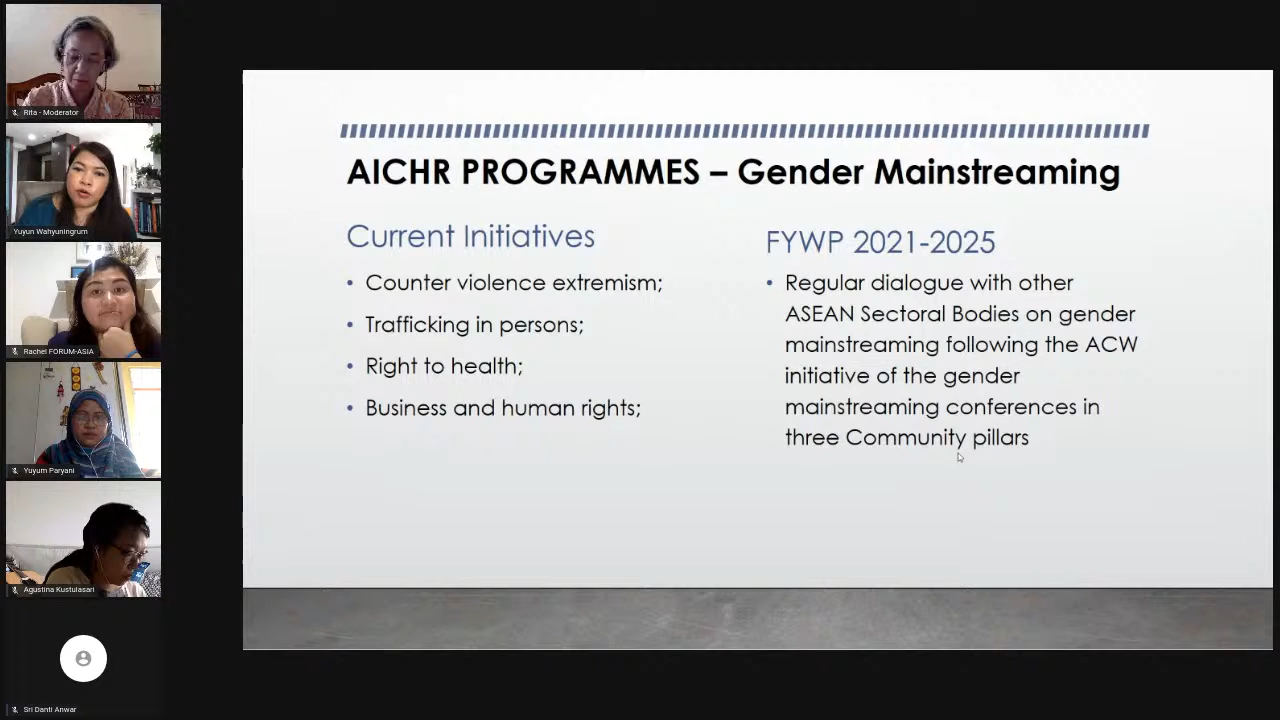 Rita - Moderator
Yuyun Wahyuningrum
Rachel FORUM-ASIA
Yuyum Paryani
Agustina Kustulasari
Sri Danti Anwar
AICHR PROGRAMMES – Gender Mainstreaming
Current Initiatives
• Counter violence extremism;
• Trafficking in persons;
• Right to health;
• Business and human rights;
FYWP 2021-2025
• Regular dialogue with other
ASEAN Sectoral Bodies on gender
mainstreaming following the ACW
initiative of the gender
mainstreaming conferences in
three Community pillars